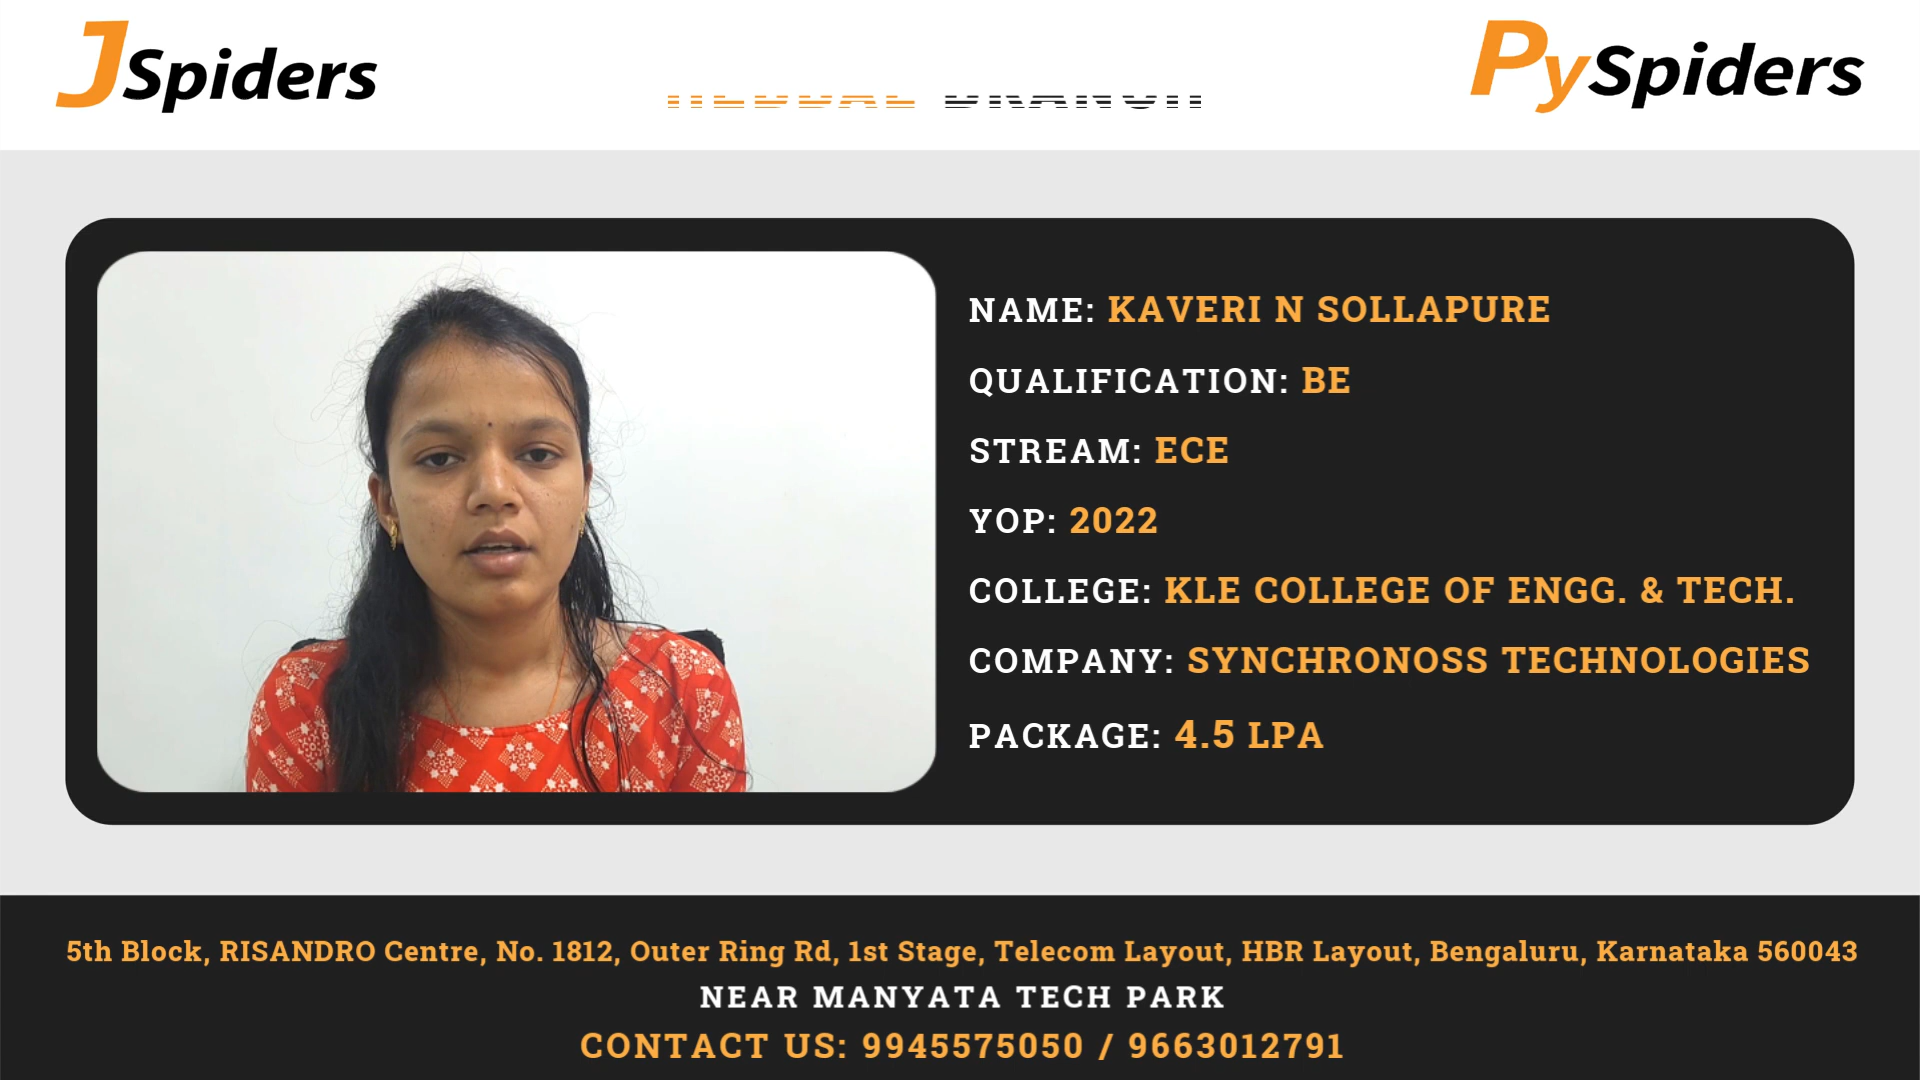 JSpiders
PySpiders
NAME: KAVERI N SOLLAPURE
QUALIFICATION: BE
STREAM: ECE
YOP: 2022
COLLEGE: KLE COLLEGE OF ENGG. & TECH.
COMPANY: SYNCHRONOSS TECHNOLOGIES
PACKAGE: 4.5 LPA
5th Block, RISANDRO Centre, No. 1812, Outer Ring Rd, 1st Stage, Telecom Layout, HBR Layout, Bengaluru, Karnataka 560043
NEAR MANYATA TECH PARK
CONTACT US: 9945575050 / 9663012791